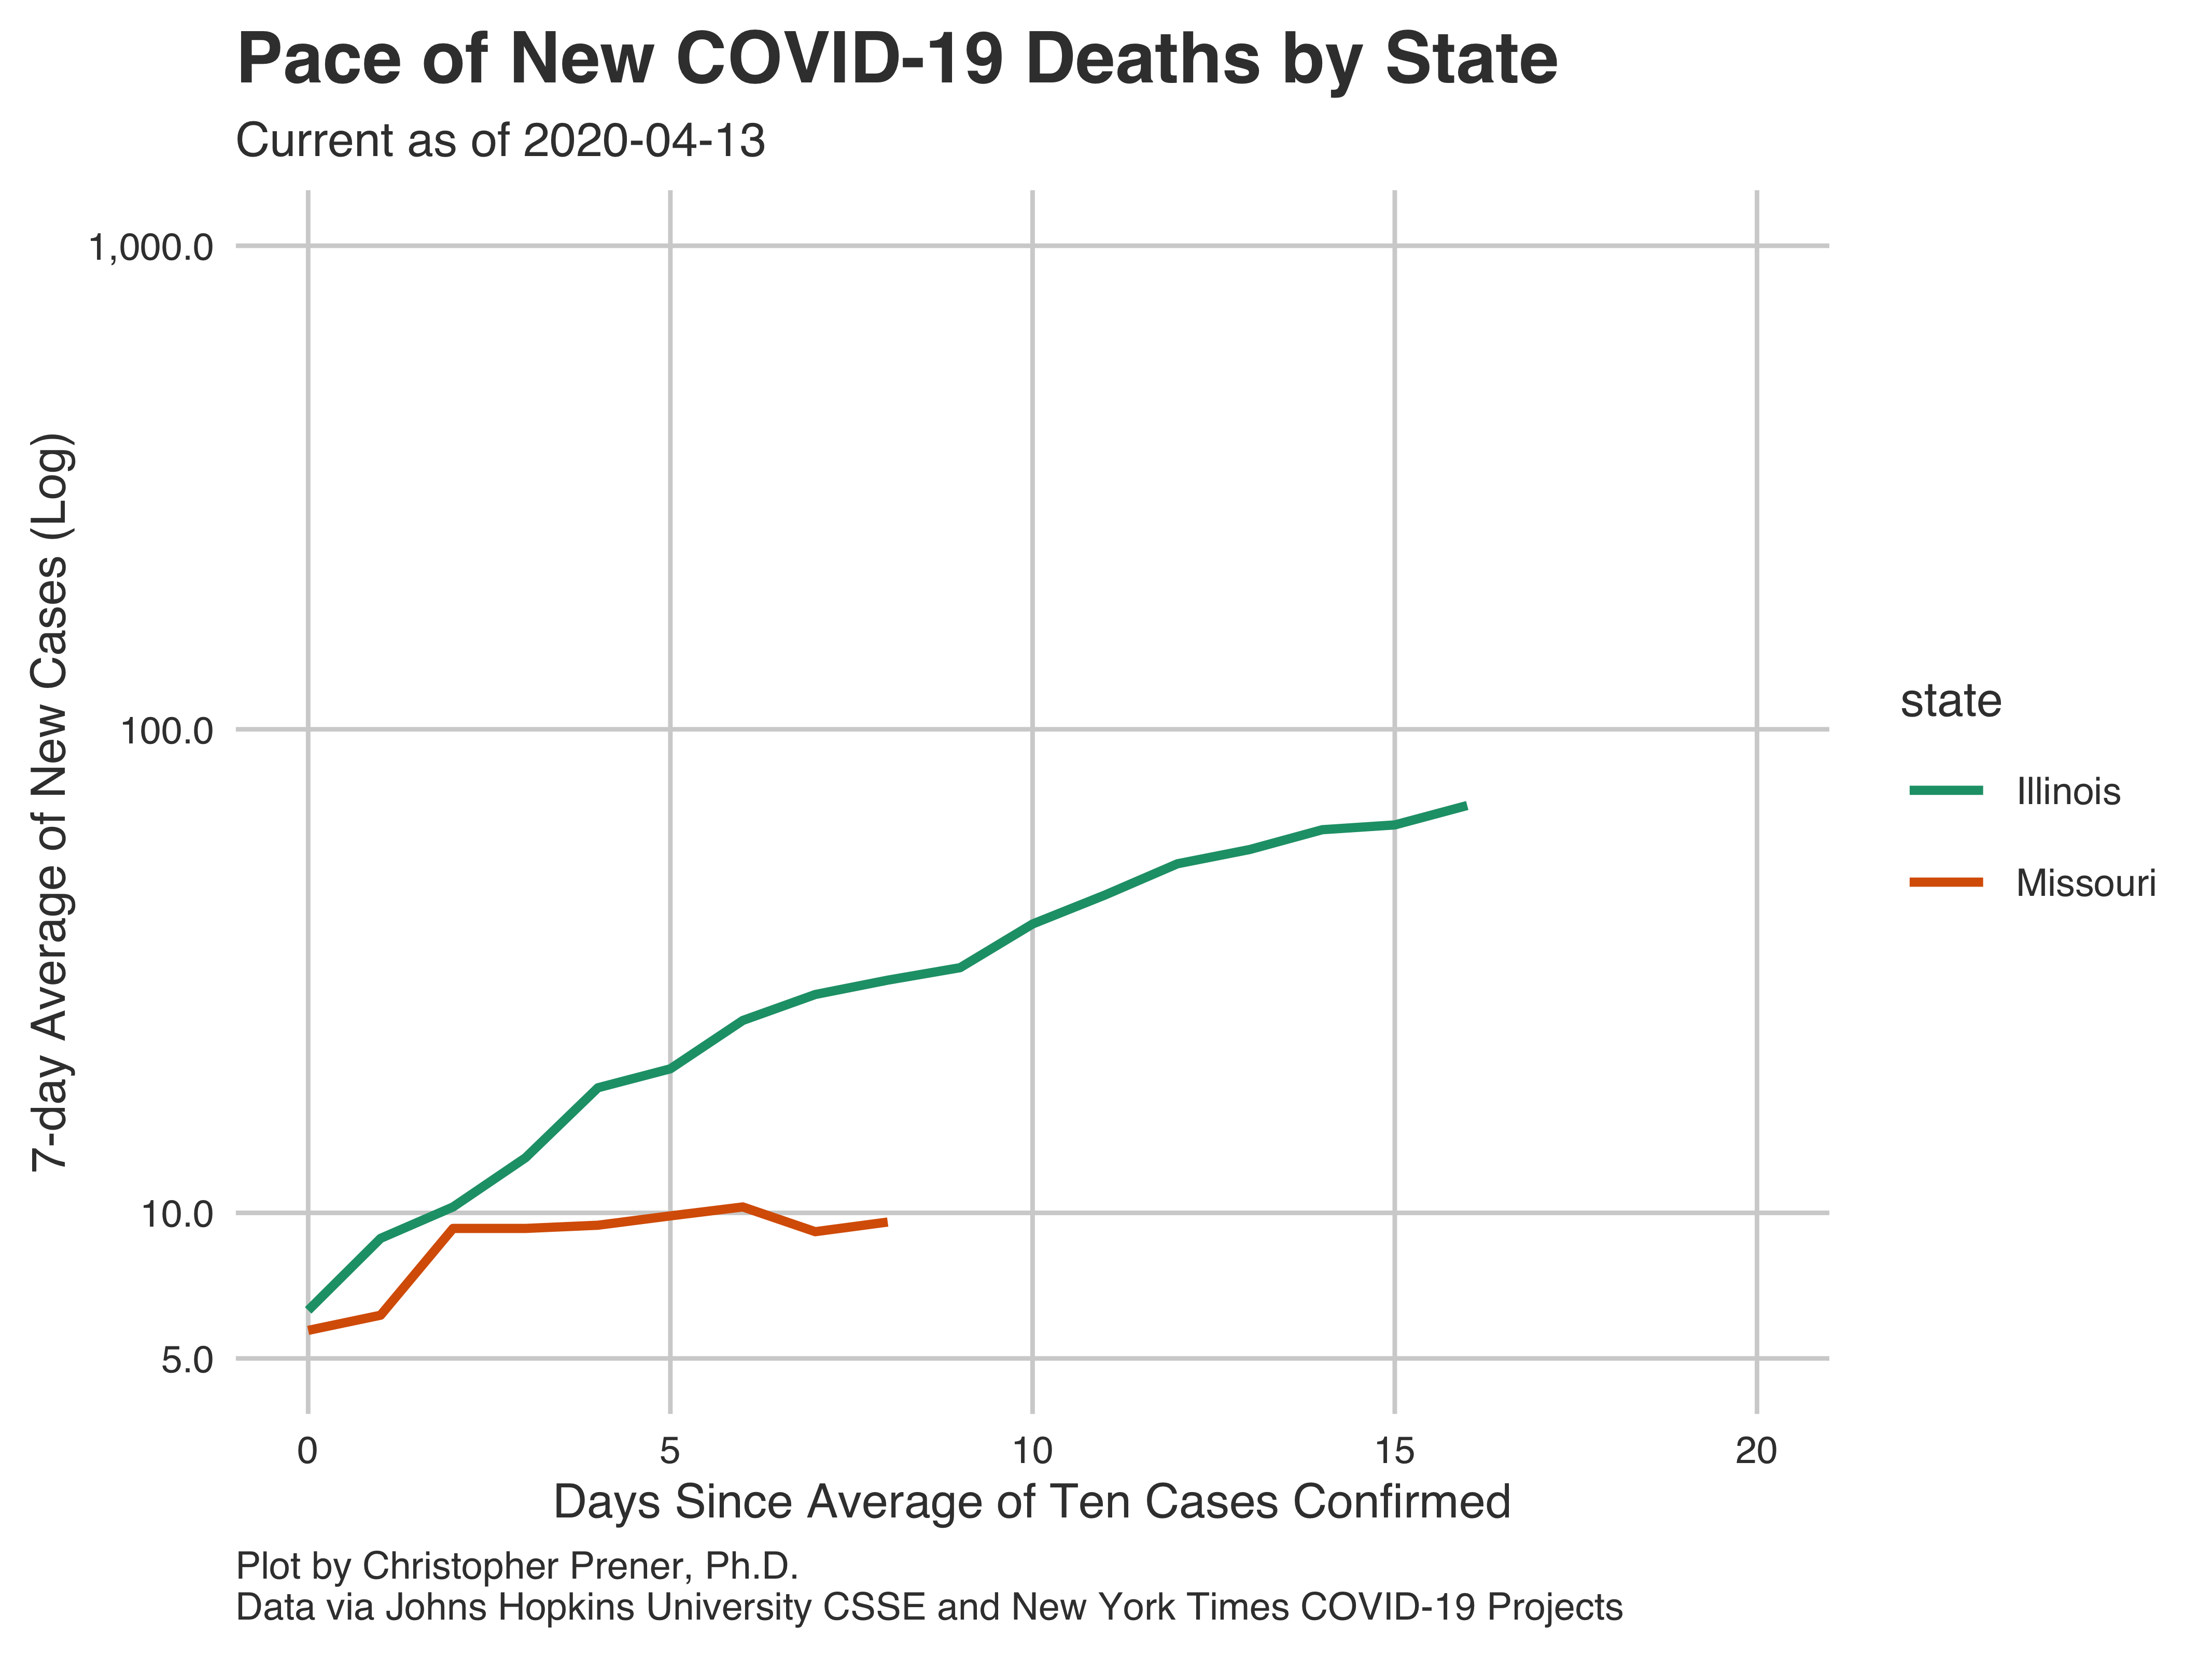 Pace of New COVID-19 Deaths by State
Current as of 2020-04-13
7-day Average of New Cases (Log)
1,000.0
100.0
10.0
5.0
0 5 10 15 20
Days Since Average of Ten Cases Confirmed
state
Illinois
Missouri
Plot by Christopher Prener, Ph.D.
Data via Johns Hopkins University CSSE and New York Times COVID-19 Projects